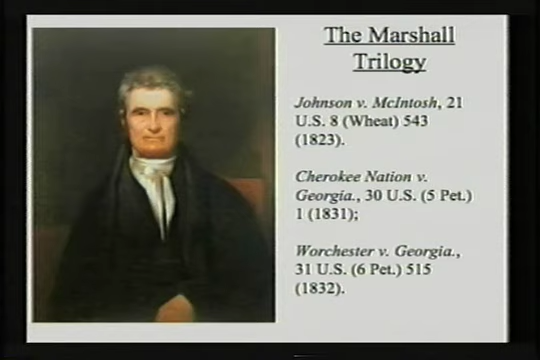 The Marshall
Trilogy
Johnson v. McIntosh, 21
U.S. 8 (Wheat) 543
(1823).
Cherokee Nation v.
Georgia., 30 U.S. (5 Pet.)
1 (1831);
Worchester v. Georgia.,
31 U.S. (6 Pet.) 515
(1832).